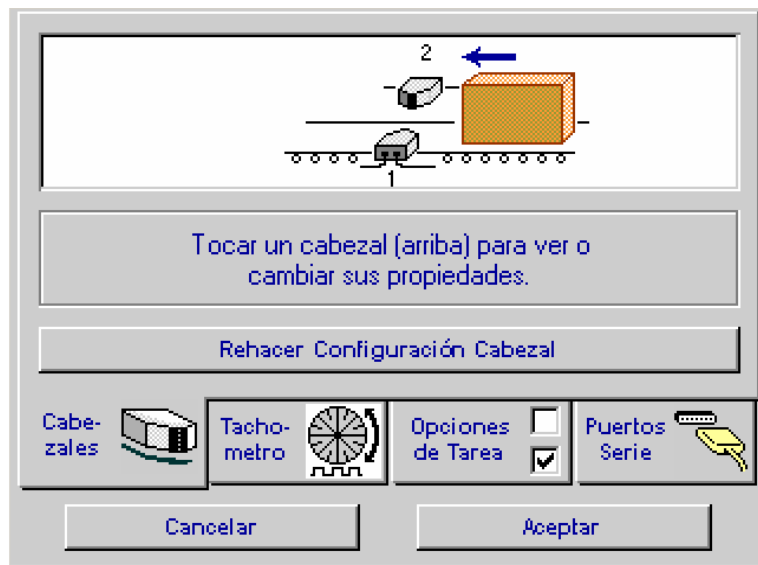 2
1
Tocar un cabezal (arriba) para ver o
cambiar sus propiedades.
Rehacer Configuración Cabezal
Cabe-
zales
Tacho-
metro
Opciones
de Tarea
Puertos
Serie
Cancelar
Aceptar